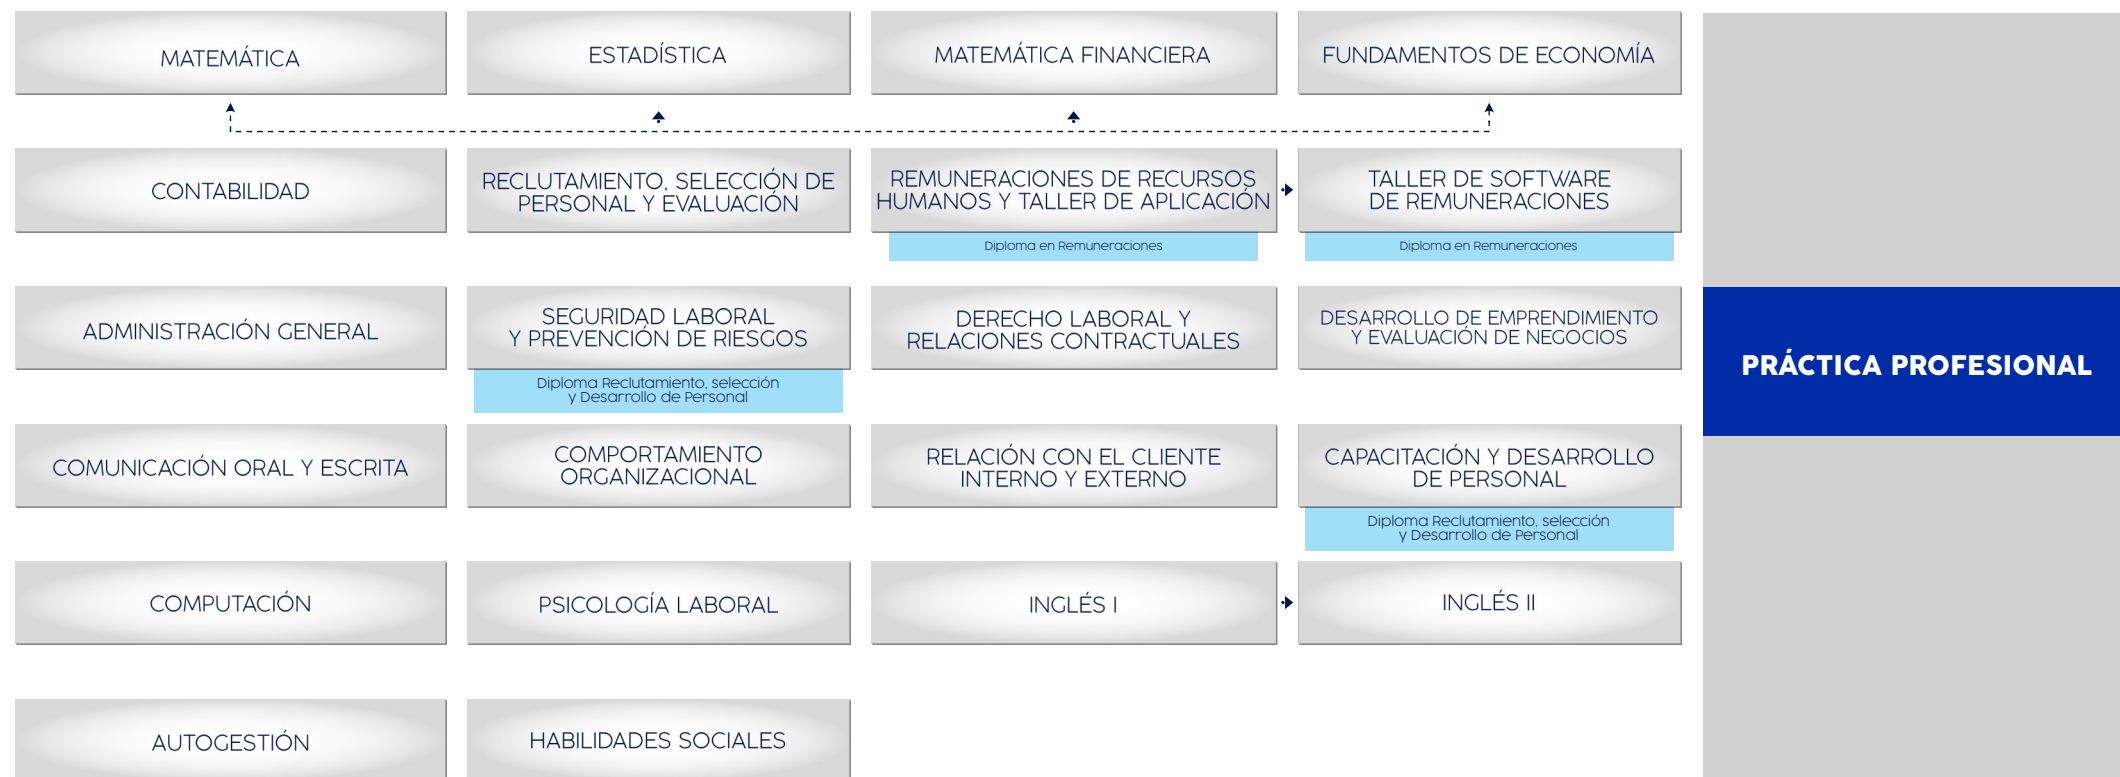 MATEMÁTICA
ESTADÍSTICA
MATEMÁTICA FINANCIERA
FUNDAMENTOS DE ECONOMÍA
CONTABILIDAD
RECLUTAMIENTO, SELECCIÓN DE
PERSONAL Y EVALUACIÓN
REMUNERACIONES DE RECURSOS
HUMANOS Y TALLER DE APLICACIÓN
Diploma en Remuneraciones
TALLER DE SOFTWARE
DE REMUNERACIONES
Diploma en Remuneraciones
ADMINISTRACIÓN GENERAL
SEGURIDAD LABORAL
Y PREVENCIÓN DE RIESGOS
Diploma Reclutamiento, selección
y Desarrollo de Personal
DERECHO LABORAL Y
RELACIONES CONTRACTUALES
DESARROLLO DE EMPRENDIMIENTO
Y EVALUACIÓN DE NEGOCIOS
PRÁCTICA PROFESIONAL
COMUNICACIÓN ORAL Y ESCRITA
COMPORTAMIENTO
ORGANIZACIONAL
RELACIÓN CON EL CLIENTE
INTERNO Y EXTERNO
CAPACITACIÓN Y DESARROLLO
DE PERSONAL
Diploma Reclutamiento, selección
y Desarrollo de Personal
COMPUTACIÓN
PSICOLOGÍA LABORAL
INGLÉS I
INGLÉS II
AUTOGESTIÓN
HABILIDADES SOCIALES